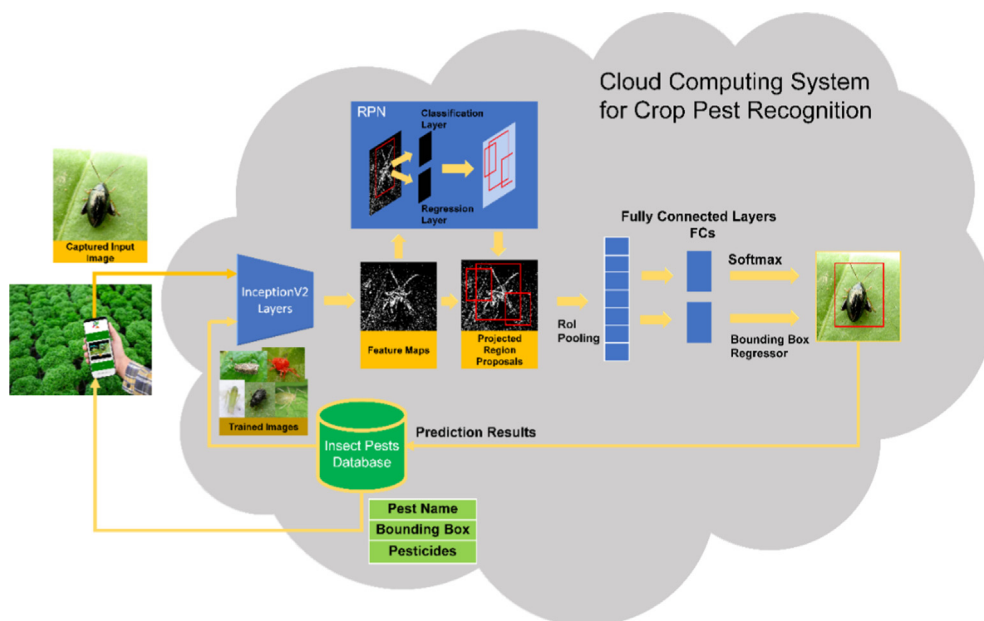 Cloud Computing System
for Crop Pest Recognition
RPN
Classification
Layer
Regression
Layer
Captured Input
Image
InceptionV2
Layers
Feature Maps
Projected
Region
Proposals
RoI
Pooling
Fully Connected Layers
FCs
Softmax
Bounding Box
Regressor
Trained Images
Insect Pests
Database
Prediction Results
Pest Name
Bounding Box
Pesticides